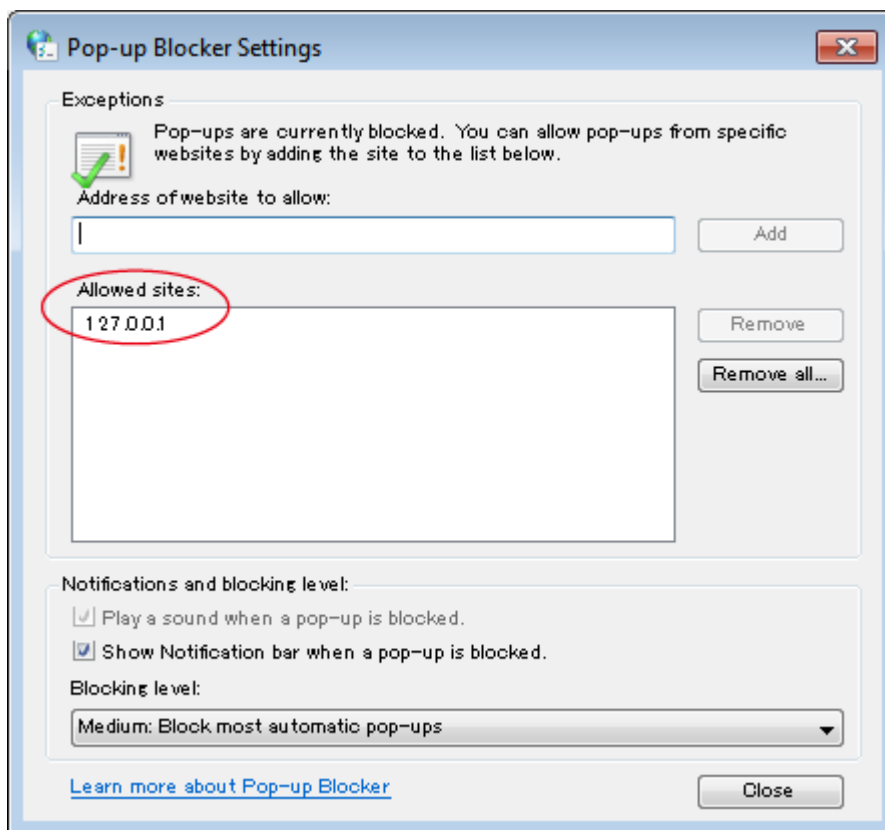 Pop-up Blocker Settings
Exceptions
Pop-ups are currently blocked. You can allow pop-ups from specific
websites by adding the site to the list below.
Address of website to allow:
Add
Allowed sites:
127.0.0.1
Remove
Remove all...
Notifications and blocking level:
Play a sound when a pop-up is blocked.
Show Notification bar when a pop-up is blocked.
Blocking level:
Medium: Block most automatic pop-ups
Learn more about Pop-up Blocker
Close